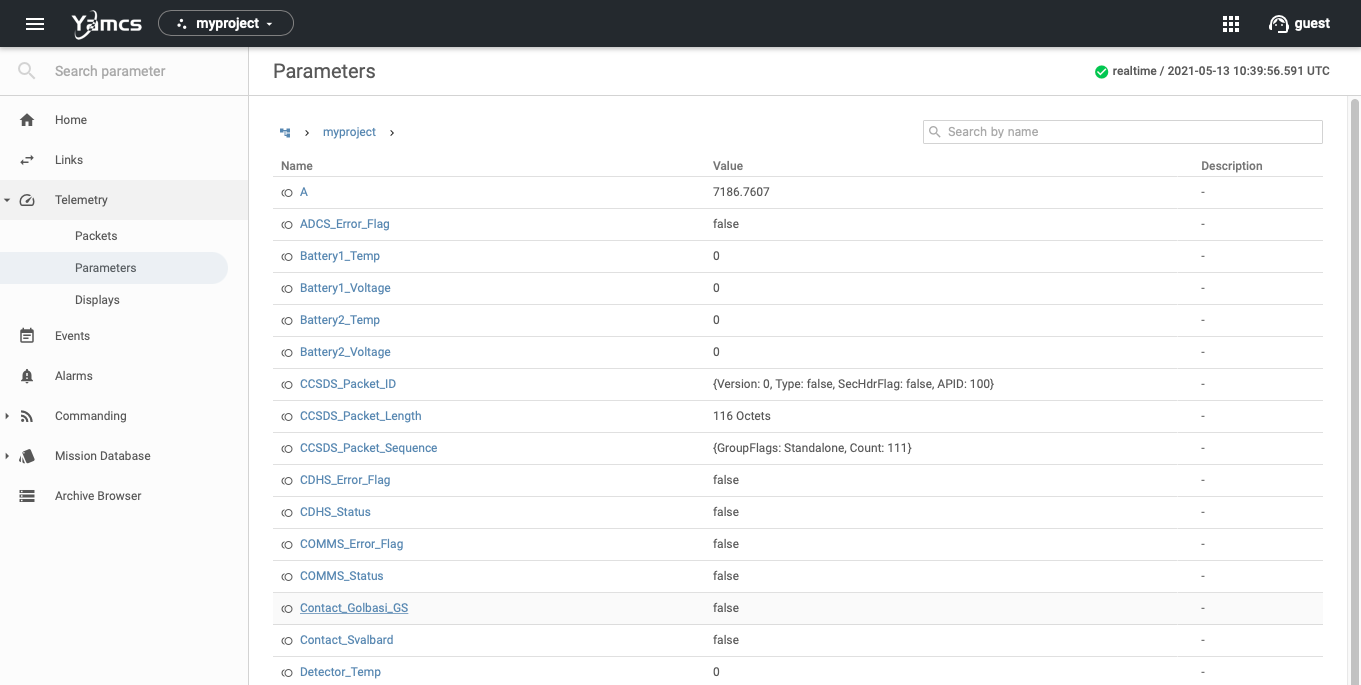 Yamcs myproject guest
Search parameter
Parameters
realtime / 2021-05-13 10:39:56.591 UTC
Home
Links
Telemetry
Packets
Parameters
Displays
Events
Alarms
Commanding
Mission Database
Archive Browser
myproject
Search by name
Name Value Description
A 7186.7607 -
ADCS_Error_Flag false -
Battery1_Temp 0 -
Battery1_Voltage 0 -
Battery2_Temp 0 -
Battery2_Voltage 0 -
CCSDS_Packet_ID {Version: 0, Type: false, SecHdrFlag: false, APID: 100} -
CCSDS_Packet_Length 116 Octets -
CCSDS_Packet_Sequence {GroupFlags: Standalone, Count: 111} -
CDHS_Error_Flag false -
CDHS_Status false -
COMMS_Error_Flag false -
COMMS_Status false -
Contact_Golbasi_GS false -
Contact_Svalbard false -
Detector_Temp 0 -